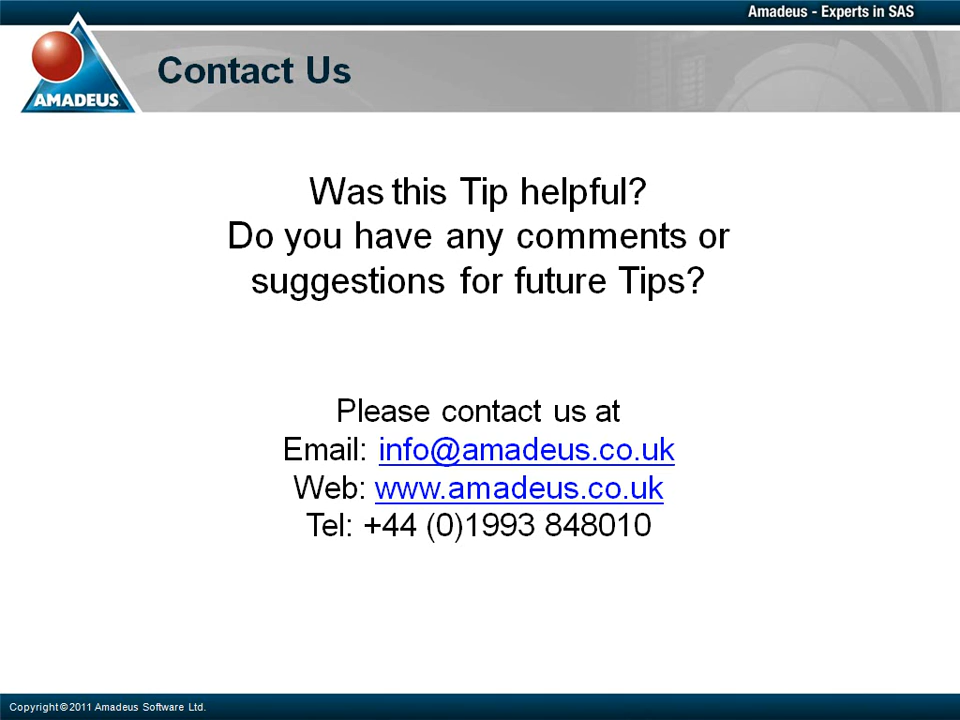 Amadeus - Experts in SAS
AMADEUS
Contact Us
Was this Tip helpful?
Do you have any comments or
suggestions for future Tips?
Please contact us at
Email: info@amadeus.co.uk
Web: www.amadeus.co.uk
Tel: +44 (0)1993 848010
Copyright © 2011 Amadeus Software Ltd.